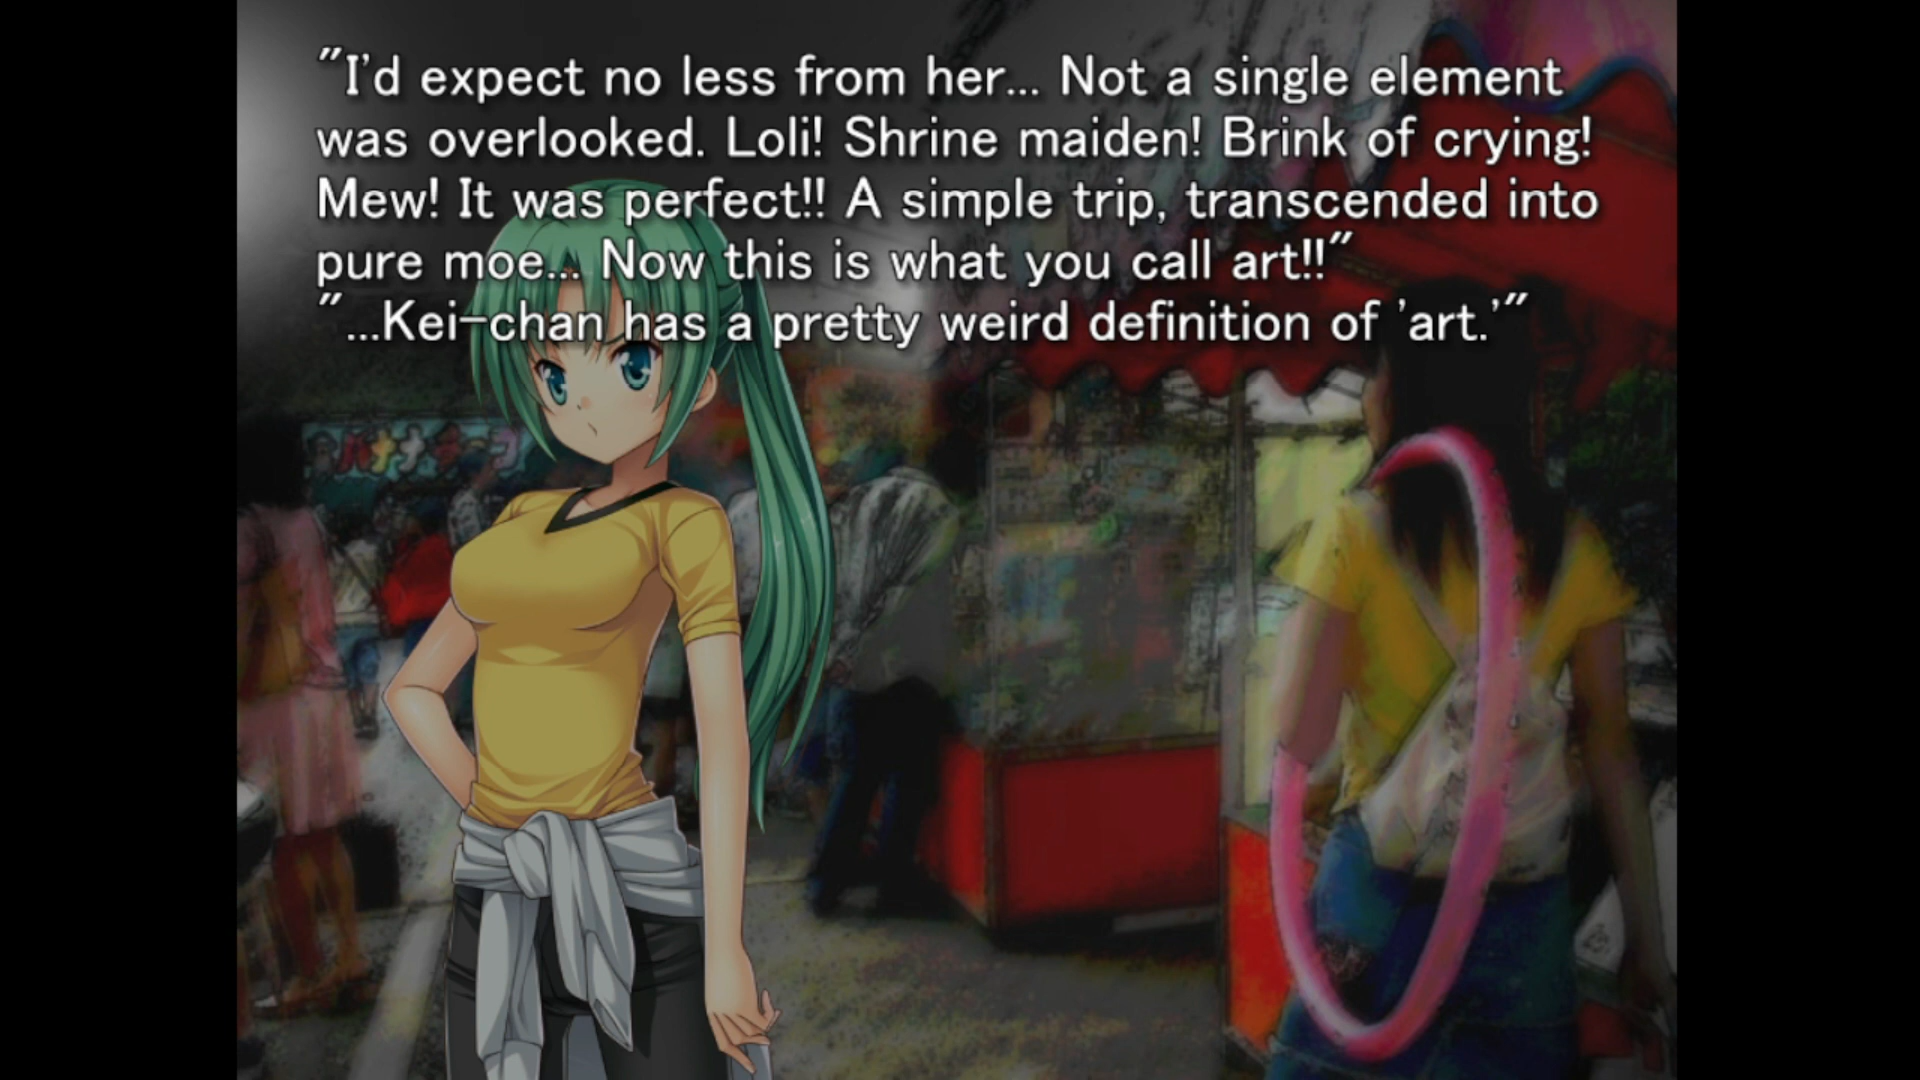 "I'd expect no less from her... Not a single element
was overlooked. Loli! Shrine maiden! Brink of crying!
Mew! It was perfect!! A simple trip, transcended into
pure moe... Now this is what you call art!!"
"...Kei-chan has a pretty weird definition of 'art.'"